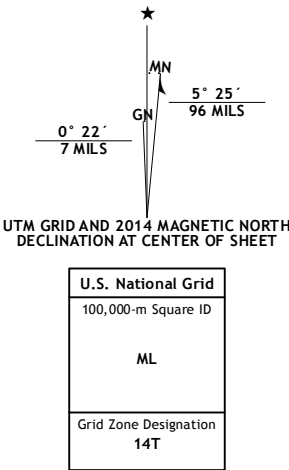 ★
MN
GN
5° 25´
96 MILS
0° 22´
7 MILS
UTM GRID AND 2014 MAGNETIC NORTH
DECLINATION AT CENTER OF SHEET
U.S. National Grid
100,000-m Square ID
ML
Grid Zone Designation
14T